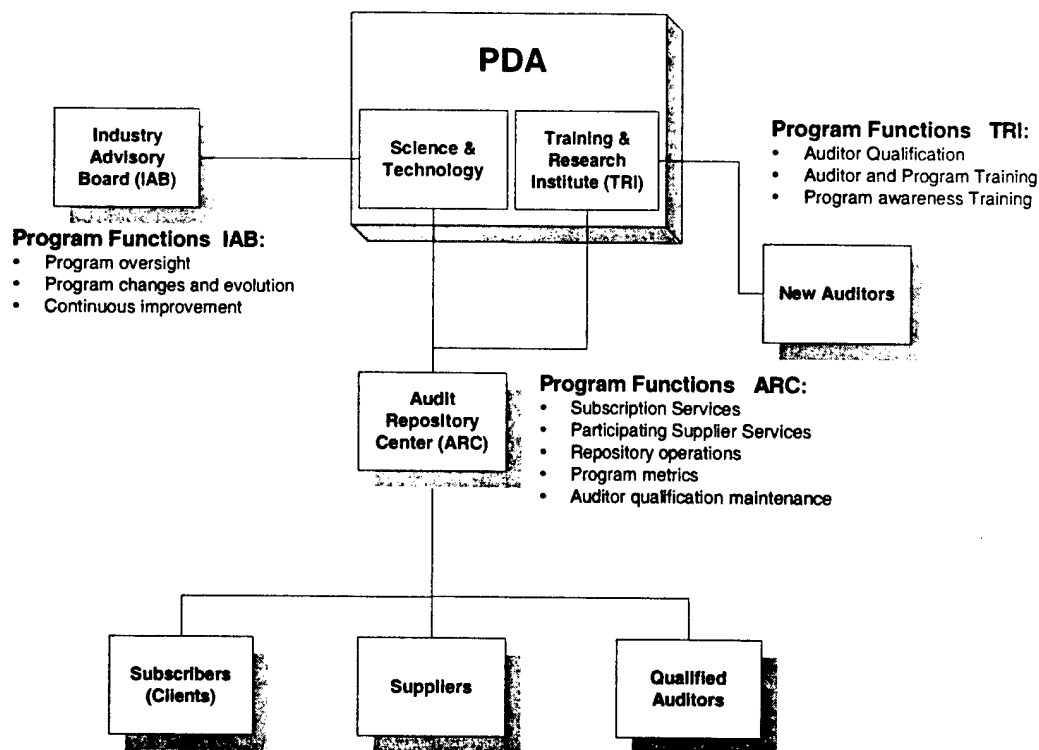 PDA
Industry
Advisory
Board (IAB)
Science &
Technology
Training &
Research
Institute (TRI)
Program Functions TRI:
• Auditor Qualification
• Auditor and Program Training
• Program awareness Training
Program Functions IAB:
• Program oversight
• Program changes and evolution
• Continuous improvement
New Auditors
Audit
Repository
Center (ARC)
Program Functions ARC:
• Subscription Services
• Participating Supplier Services
• Repository operations
• Program metrics
• Auditor qualification maintenance
Subscribers
(Clients)
Suppliers
Qualified
Auditors